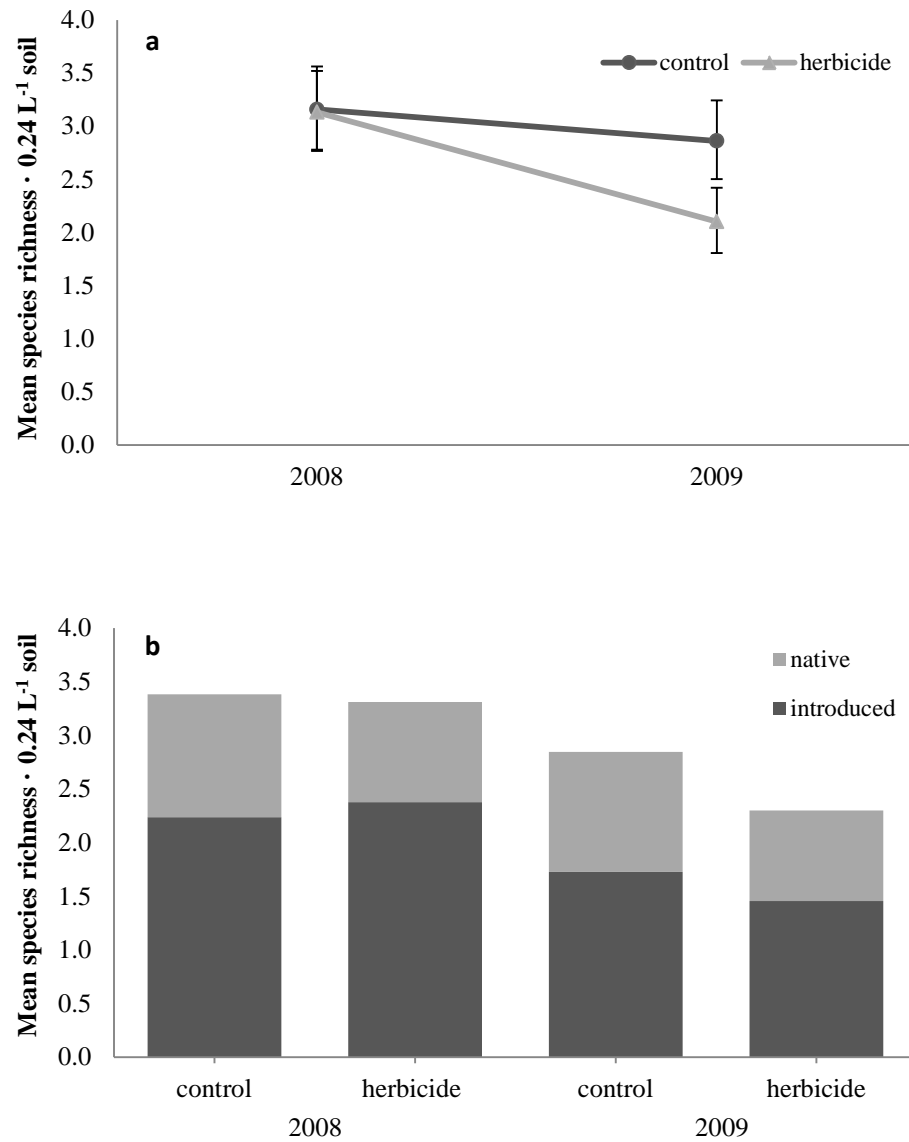 4.0
a
3.5
control herbicide
3.0
2.5
2.0
1.5
1.0
0.5
0.0
Mean species richness · 0.24 L-1 soil
2008 2009
4.0
b
native
3.5
introduced
3.0
2.5
2.0
1.5
1.0
0.5
0.0
Mean species richness · 0.24 L-1 soil
control herbicide control herbicide
2008 2009